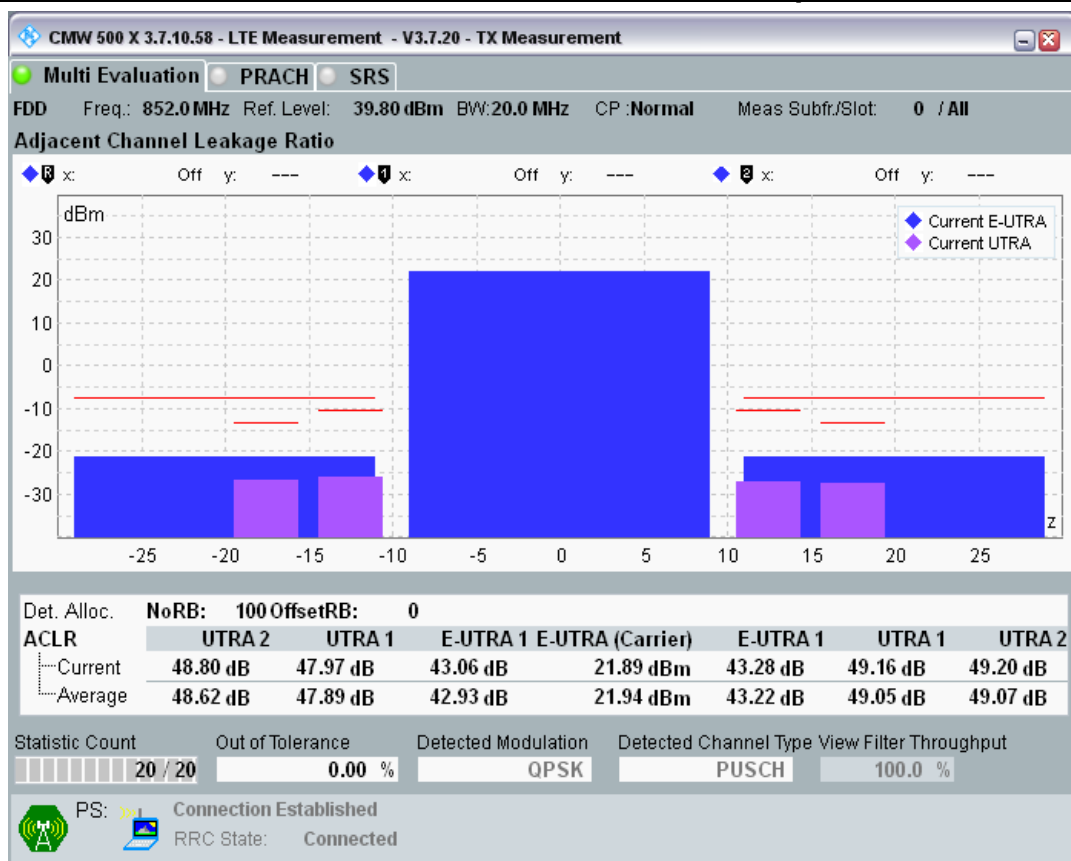 CMW 500 X 3.7.10.58 - LTE Measurement - V3.7.20 - TX Measurement
Multi Evaluation PRACH SRS
FDD Freq.: 852.0 MHz Ref. Level: 39.80 dBm BW:20.0 MHz CP :Normal Meas Subfr./Slot: 0 / All
Adjacent Channel Leakage Ratio
R x: Off y: --- 1 x: Off y: --- 2 x: Off y: ---
dBm
Current E-UTRA
Current UTRA
30
20
10
0
-10
-20
-30
z
-25 -20 -15 -10 -5 0 5 10 15 20 25
Det. Alloc. NoRB: 100 OffsetRB: 0
ACLR UTRA 2 UTRA 1 E-UTRA 1 E-UTRA (Carrier) E-UTRA 1 UTRA 1 UTRA 2
Current 48.80 dB 47.97 dB 43.06 dB 21.89 dBm 43.28 dB 49.16 dB 49.20 dB
Average 48.62 dB 47.89 dB 42.93 dB 21.94 dBm 43.22 dB 49.05 dB 49.07 dB
Statistic Count Out of Tolerance Detected Modulation Detected Channel Type View Filter Throughput
20 / 20 0.00 % QPSK PUSCH 100.0 %
PS: Connection Established
RRC State: Connected